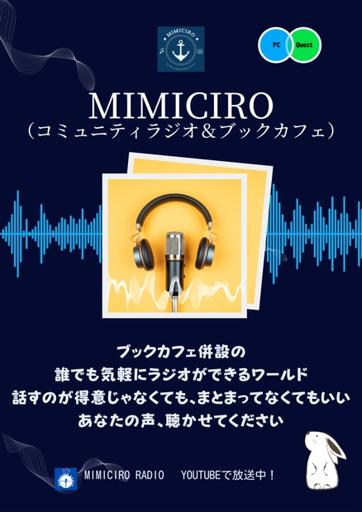 MIMICIRO
PC Quest
MIMICIRO
（コミュニティラジオ＆ブックカフェ）
ブックカフェ併設の
誰でも気軽にラジオができるワールド
話すのが得意じゃなくても、まとまってなくてもいい
あなたの声、聴かせてください
MIMICIRO RADIO YOUTUBEで放送中！